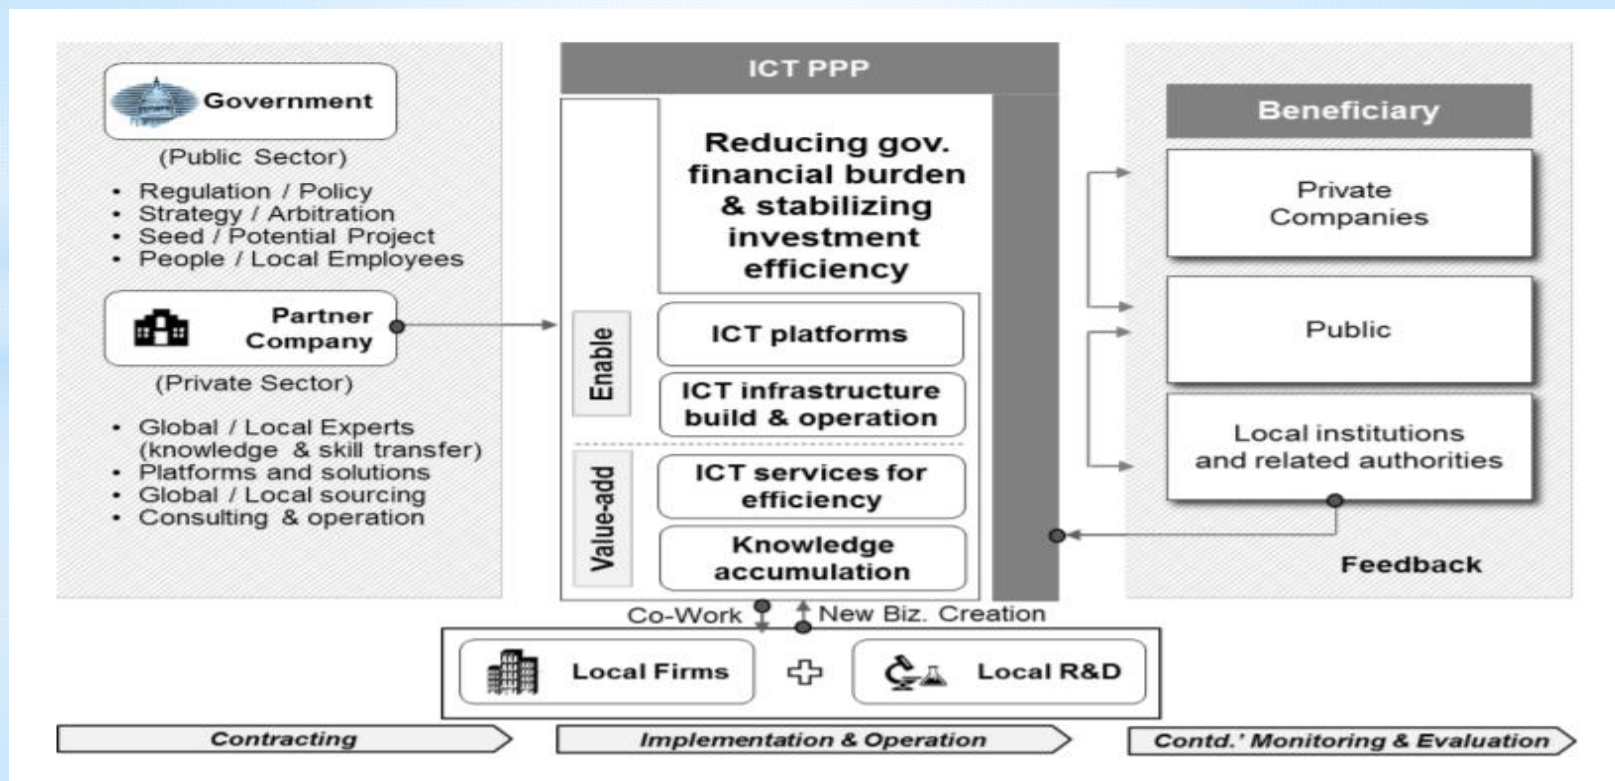 Government
(Public Sector)
• Regulation / Policy
• Strategy / Arbitration
• Seed / Potential Project
• People / Local Employees
Partner
Company
(Private Sector)
• Global / Local Experts
(knowledge & skill transfer)
• Platforms and solutions
• Global / Local sourcing
• Consulting & operation
ICT PPP
Reducing gov.
financial burden
& stabilizing
investment
efficiency
Enable
ICT platforms
ICT infrastructure
build & operation
Value-add
ICT services for
efficiency
Knowledge
accumulation
Co-Work
New Biz. Creation
Local Firms
Local R&D
Beneficiary
Private
Companies
Public
Local institutions
and related authorities
Feedback
Contracting
Implementation & Operation
Contd.' Monitoring & Evaluation